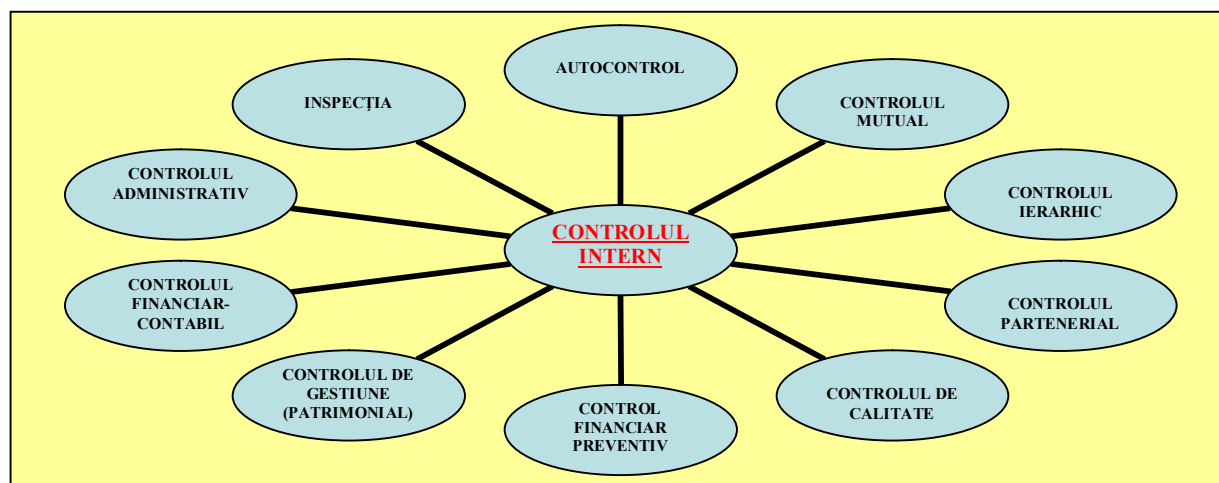 AUTOCONTROL
INSPECŢIA
CONTROLUL
MUTUAL
CONTROLUL
ADMINISTRATIV
CONTROLUL
IERARHIC
CONTROLUL
INTERN
CONTROLUL
FINANCIAR-
CONTABIL
CONTROLUL
PARTENERIAL
CONTROLUL DE
GESTIUNE
(PATRIMONIAL)
CONTROL
FINANCIAR
PREVENTIV
CONTROLUL DE
CALITATE